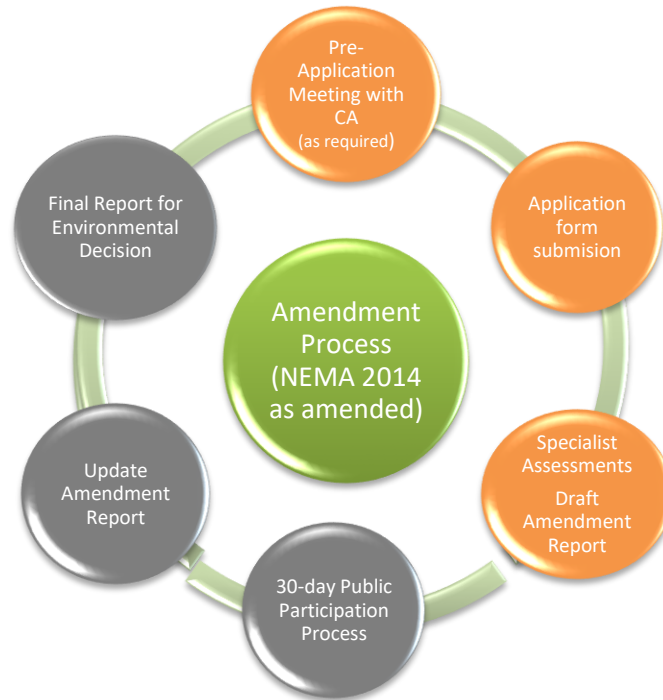 Pre-
Application
Meeting with
CA
(as required)
Application
form
submision
Specialist
Assessments
Draft
Amendment
Report
30-day Public
Participation
Process
Update
Amendment
Report
Final Report for
Environmental
Decision
Amendment
Process
(NEMA 2014
as amended)